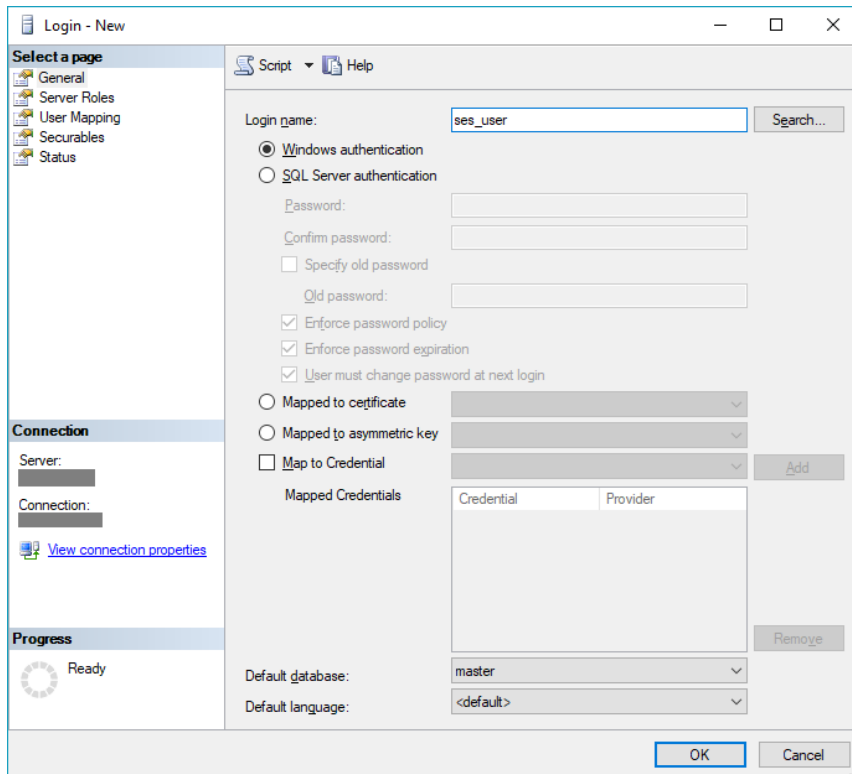 Login - New
Select a page
General
Server Roles
User Mapping
Securables
Status
Script
Help
Login name:
ses_user
Search...
Windows authentication
SQL Server authentication
Password:
Confirm password:
Specify old password
Old password:
Enforce password policy
Enforce password expiration
User must change password at next login
Mapped to certificate
Mapped to asymmetric key
Map to Credential
Add
Mapped Credentials
Credential Provider
Remove
Default database:
master
Default language:
<default>
Connection
Server:
Connection:
View connection properties
Progress
Ready
OK
Cancel